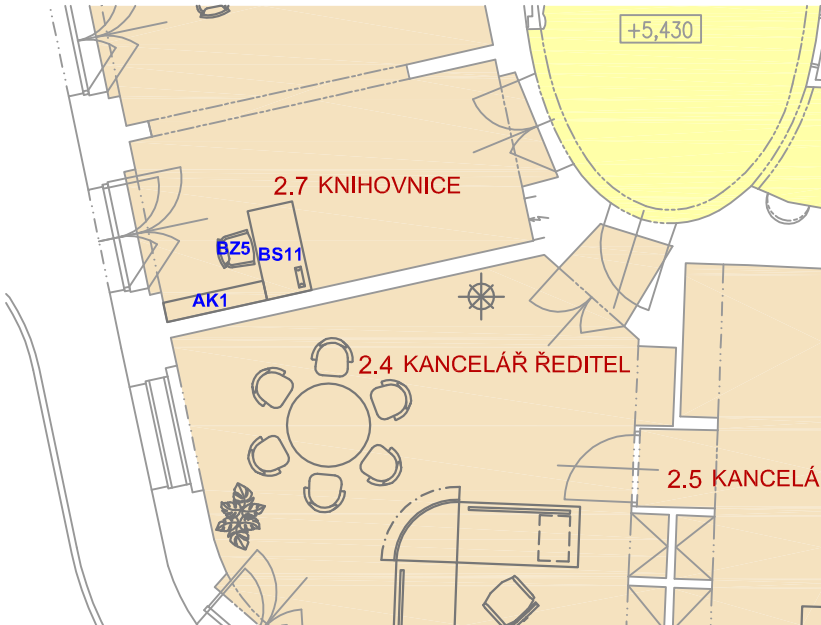 +5,430
2.7 KNIHOVNICE
BZ5
BS11
AK1
2.4 KANCELÁŘ ŘEDITEL
2.5 KANCELÁ